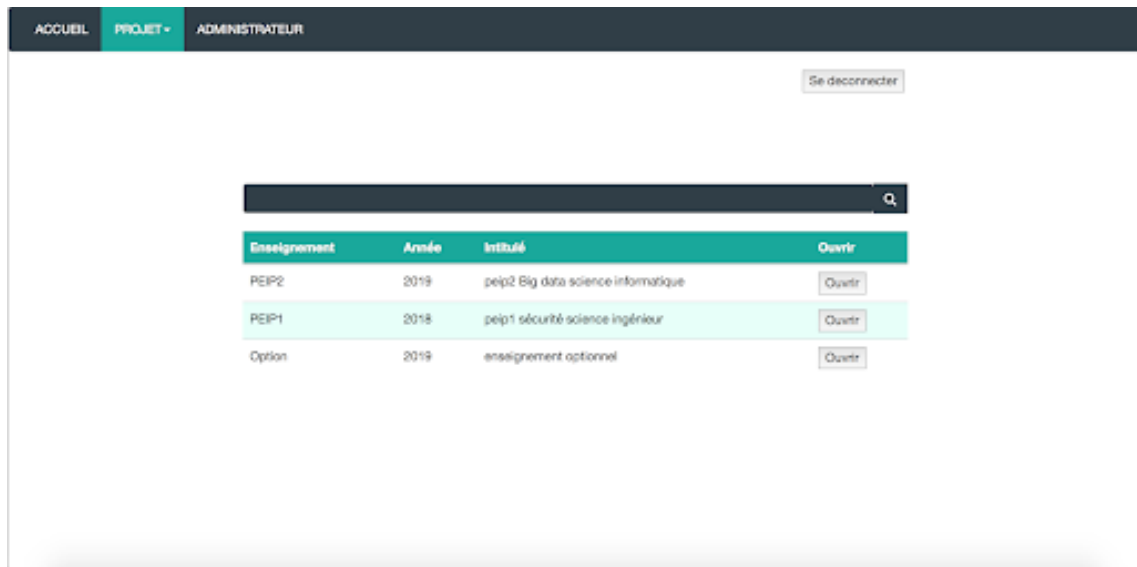 ACCUEIL PROJET ADMINISTRATEUR
Se deconnecter
Enseignement Année Intitulé Ouvrir
PEIP2 2019 peip2 Big data science informatique Ouvrir
PEIP1 2018 peip1 sécurité science ingénieur Ouvrir
Option 2019 enseignement optionnel Ouvrir